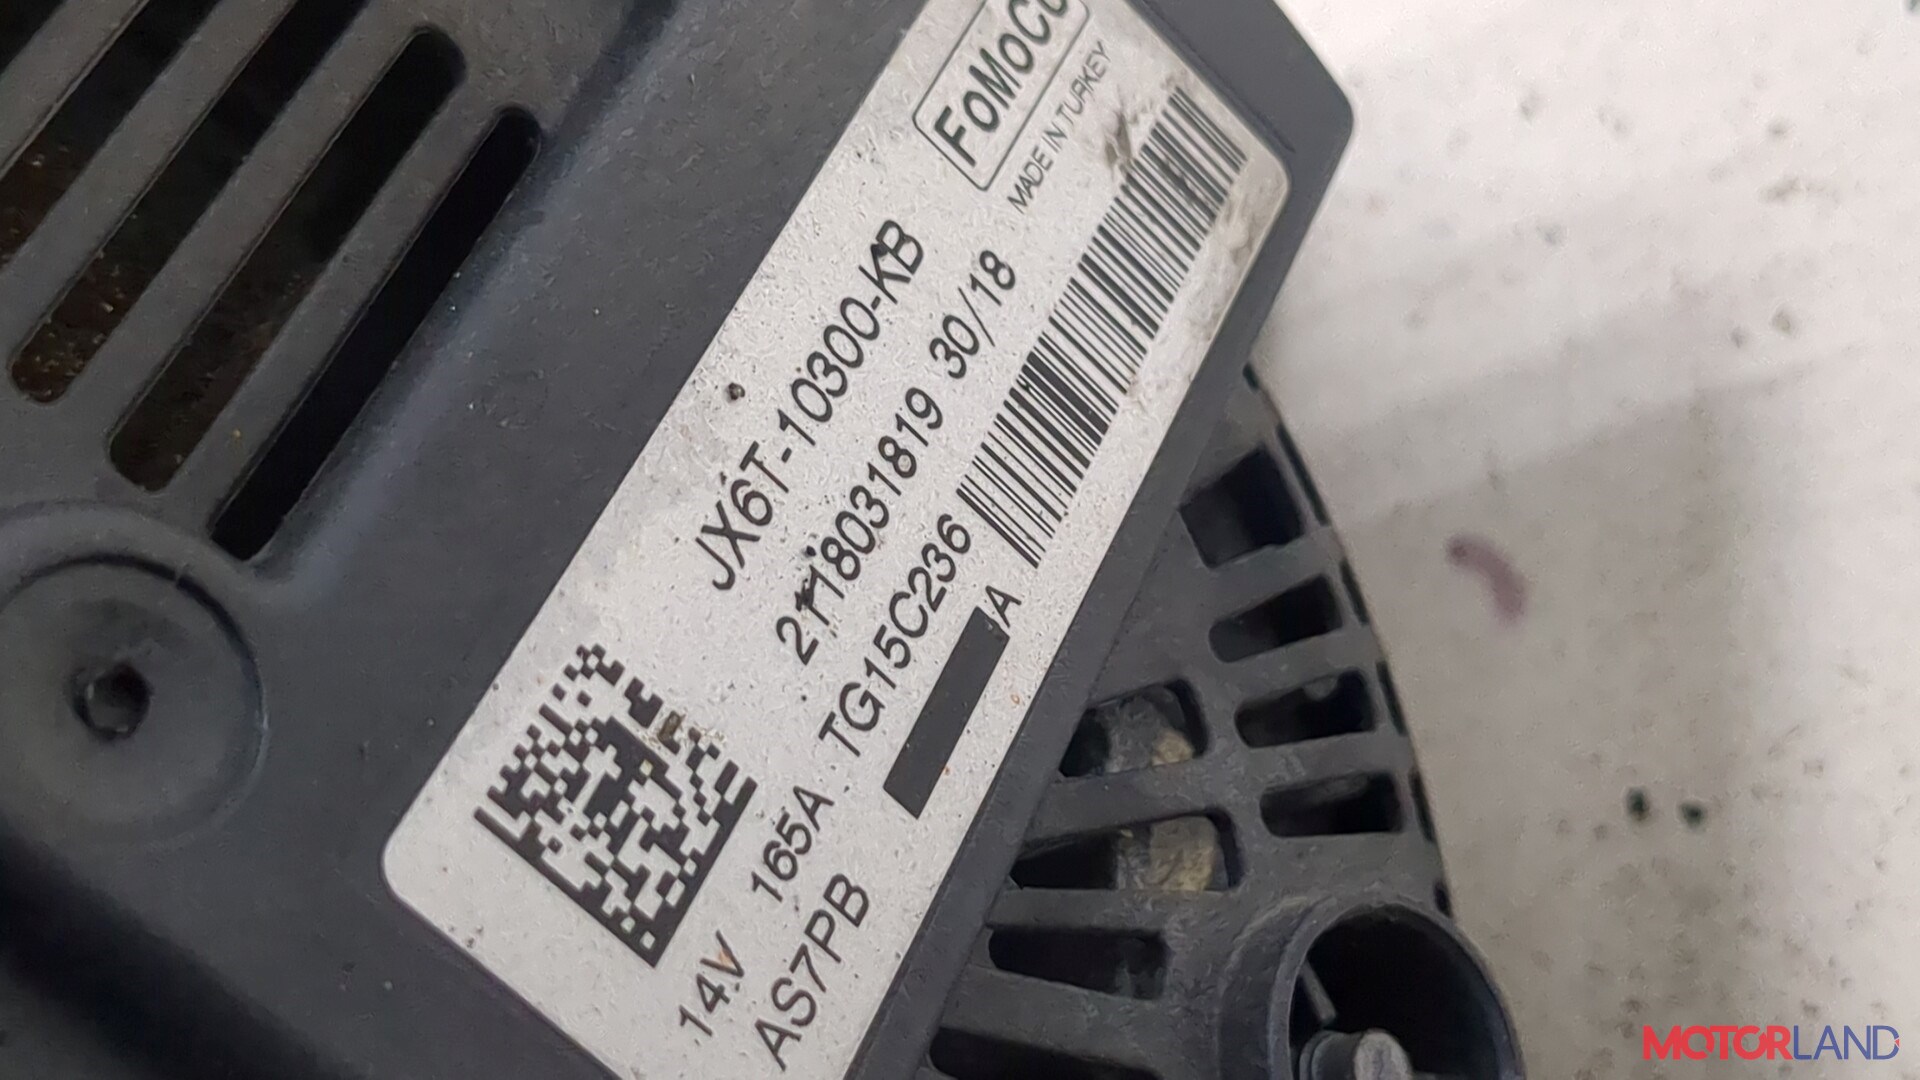 FoMoCo
MADE IN TURKEY
JX6T-10300-KB
2118031819 30/18
14V 165A TG15C236
AS7PB A
MOTORLAND